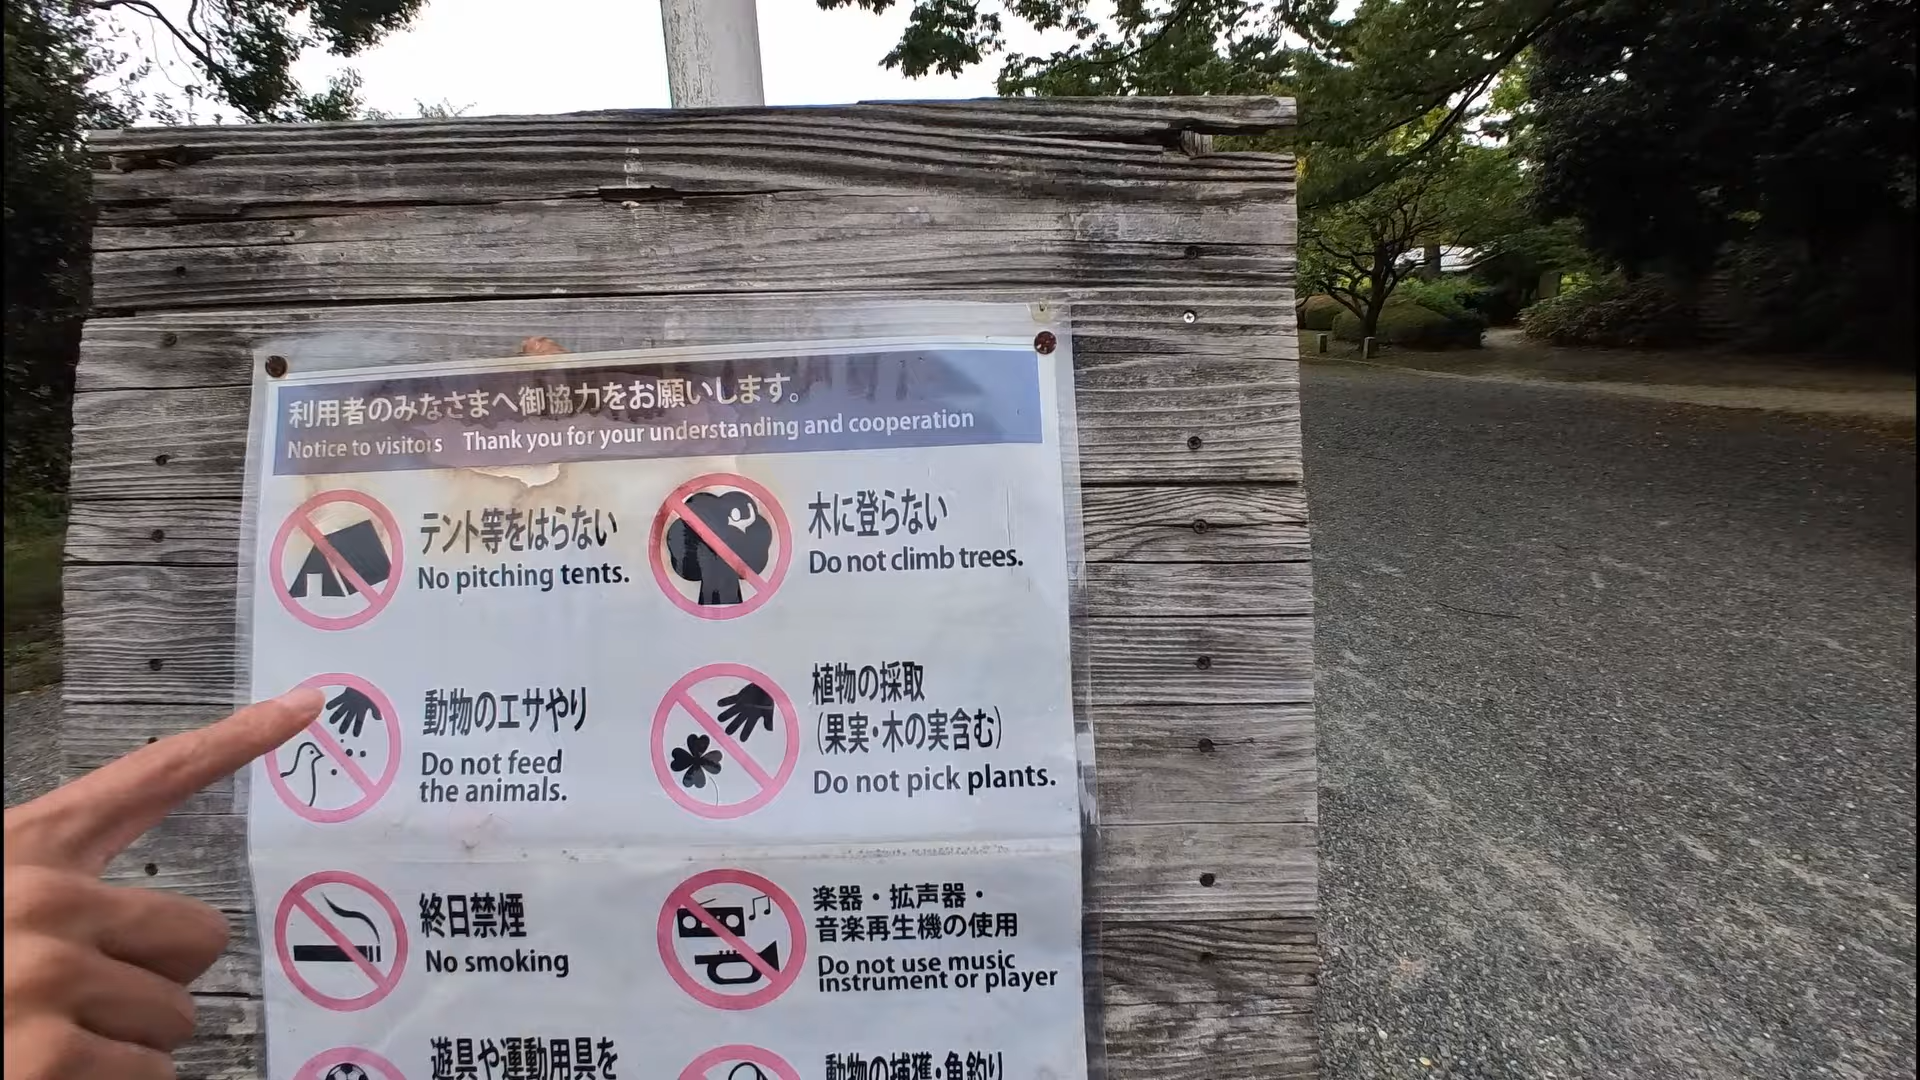 利用者のみなさまへ御協力をお願いします。
Notice to visitors Thank you for your understanding and cooperation
テント等をはらない
No pitching tents.
木に登らない
Do not climb trees.
動物のエサやり
Do not feed
the animals.
植物の採取
(果実・木の実含む)
Do not pick plants.
終日禁煙
No smoking
楽器・拡声器・
音楽再生機の使用
Do not use music
instrument or player
遊具や運動用具を
動物の捕獲・魚釣り